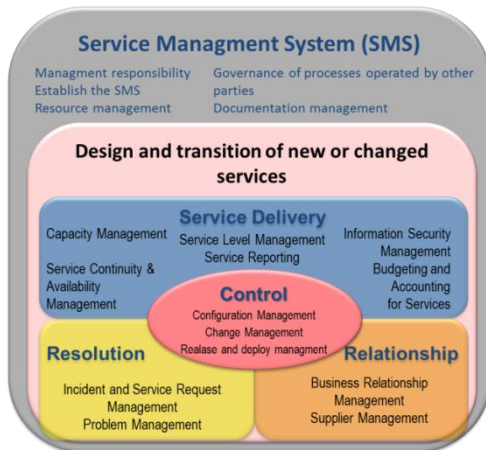 Service Managment System (SMS)
Managment responsibility
Establish the SMS
Resource management
Governance of processes operated by other
parties
Documentation management
Design and transition of new or changed
services
Service Delivery
Capacity Management
Service Continuity &
Availability
Management
Service Level Management
Service Reporting
Information Security
Management
Budgeting and
Accounting
for Services
Control
Configuration Management
Change Management
Realase and deploy managment
Resolution
Incident and Service Request
Management
Problem Management
Relationship
Business Relationship
Management
Supplier Management